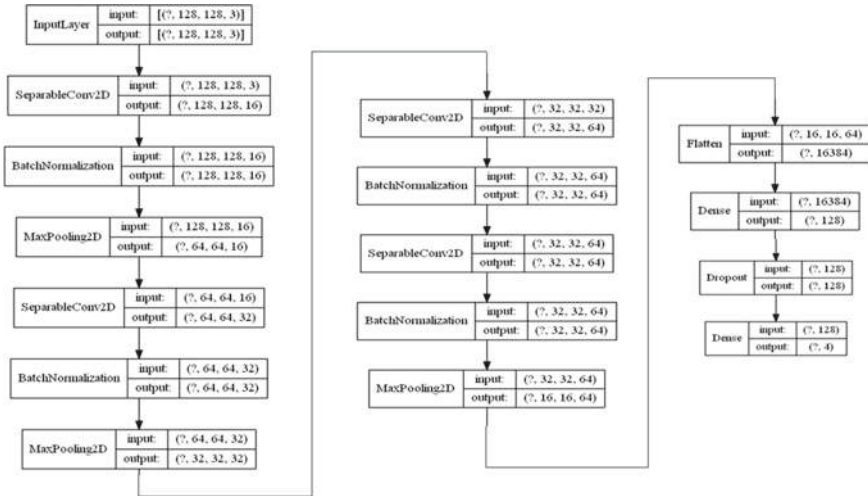 InputLayer input: [(?, 128, 128, 3)]
output: [(?, 128, 128, 3)]
SeparableConv2D input: (?, 128, 128, 3)
output: (?, 128, 128, 16)
BatchNormalization input: (?, 128, 128, 16)
output: (?, 128, 128, 16)
MaxPooling2D input: (?, 128, 128, 16)
output: (?, 64, 64, 16)
SeparableConv2D input: (?, 64, 64, 16)
output: (?, 64, 64, 32)
BatchNormalization input: (?, 64, 64, 32)
output: (?, 64, 64, 32)
MaxPooling2D input: (?, 64, 64, 32)
output: (?, 32, 32, 32)
SeparableConv2D input: (?, 32, 32, 32)
output: (?, 32, 32, 64)
BatchNormalization input: (?, 32, 32, 64)
output: (?, 32, 32, 64)
SeparableConv2D input: (?, 32, 32, 64)
output: (?, 32, 32, 64)
BatchNormalization input: (?, 32, 32, 64)
output: (?, 32, 32, 64)
MaxPooling2D input: (?, 32, 32, 64)
output: (?, 16, 16, 64)
Flatten input: (?, 16, 16, 64)
output: (?, 16384)
Dense input: (?, 16384)
output: (?, 128)
Dropout input: (?, 128)
output: (?, 128)
Dense input: (?, 128)
output: (?, 4)